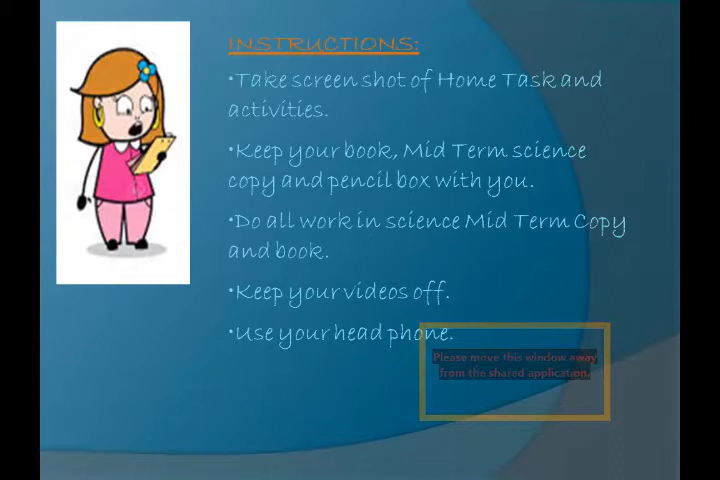 INSTRUCTIONS:
•Take screen shot of Home Task and
activities.
•Keep your book, Mid Term science
copy and pencil box with you.
•Do all work in science Mid Term Copy
and book.
•Keep your videos off.
•Use your head phone.
Please move this window away
from the shared application.